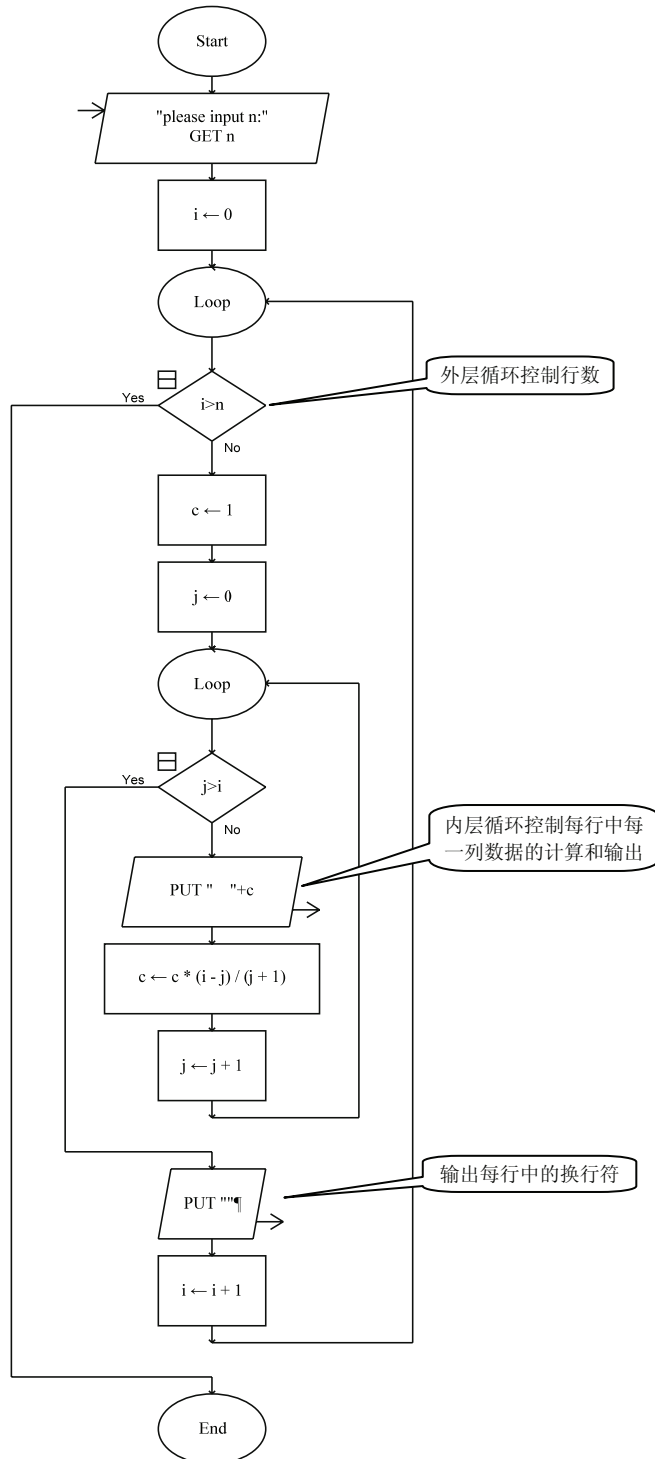 Start
"please input n:"
GET n
i ← 0
Loop
i>n
Yes
No
外层循环控制行数
c ← 1
j ← 0
Loop
j>i
Yes
No
内层循环控制每行中每
一列数据的计算和输出
PUT "    "+c
c ← c * (i - j) / (j + 1)
j ← j + 1
输出每行中的换行符
PUT ""¶
i ← i + 1
End